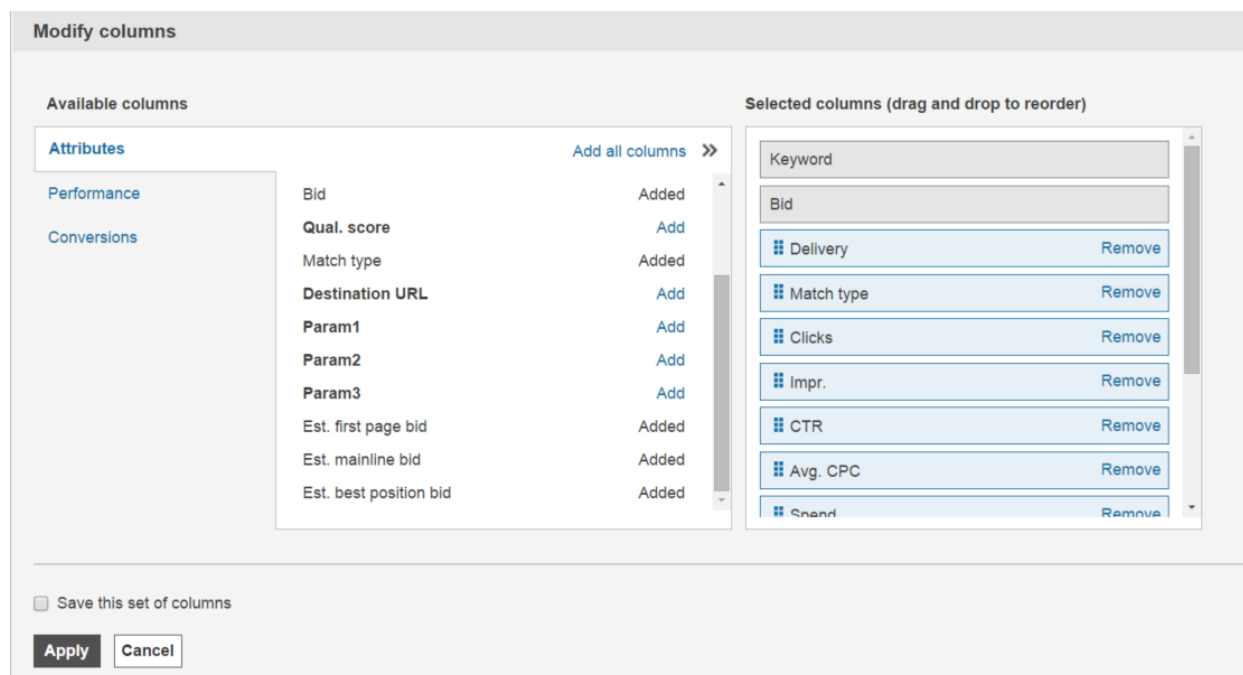 Modify columns
Available columns
Selected columns (drag and drop to reorder)
Attributes
Add all columns
Performance
Conversions
Bid Added
Qual. score Add
Match type Added
Destination URL Add
Param1 Add
Param2 Add
Param3 Add
Est. first page bid Added
Est. mainline bid Added
Est. best position bid Added
Keyword
Bid
Delivery Remove
Match type Remove
Clicks Remove
Impr. Remove
CTR Remove
Avg. CPC Remove
Spend Remove
Save this set of columns
Apply Cancel